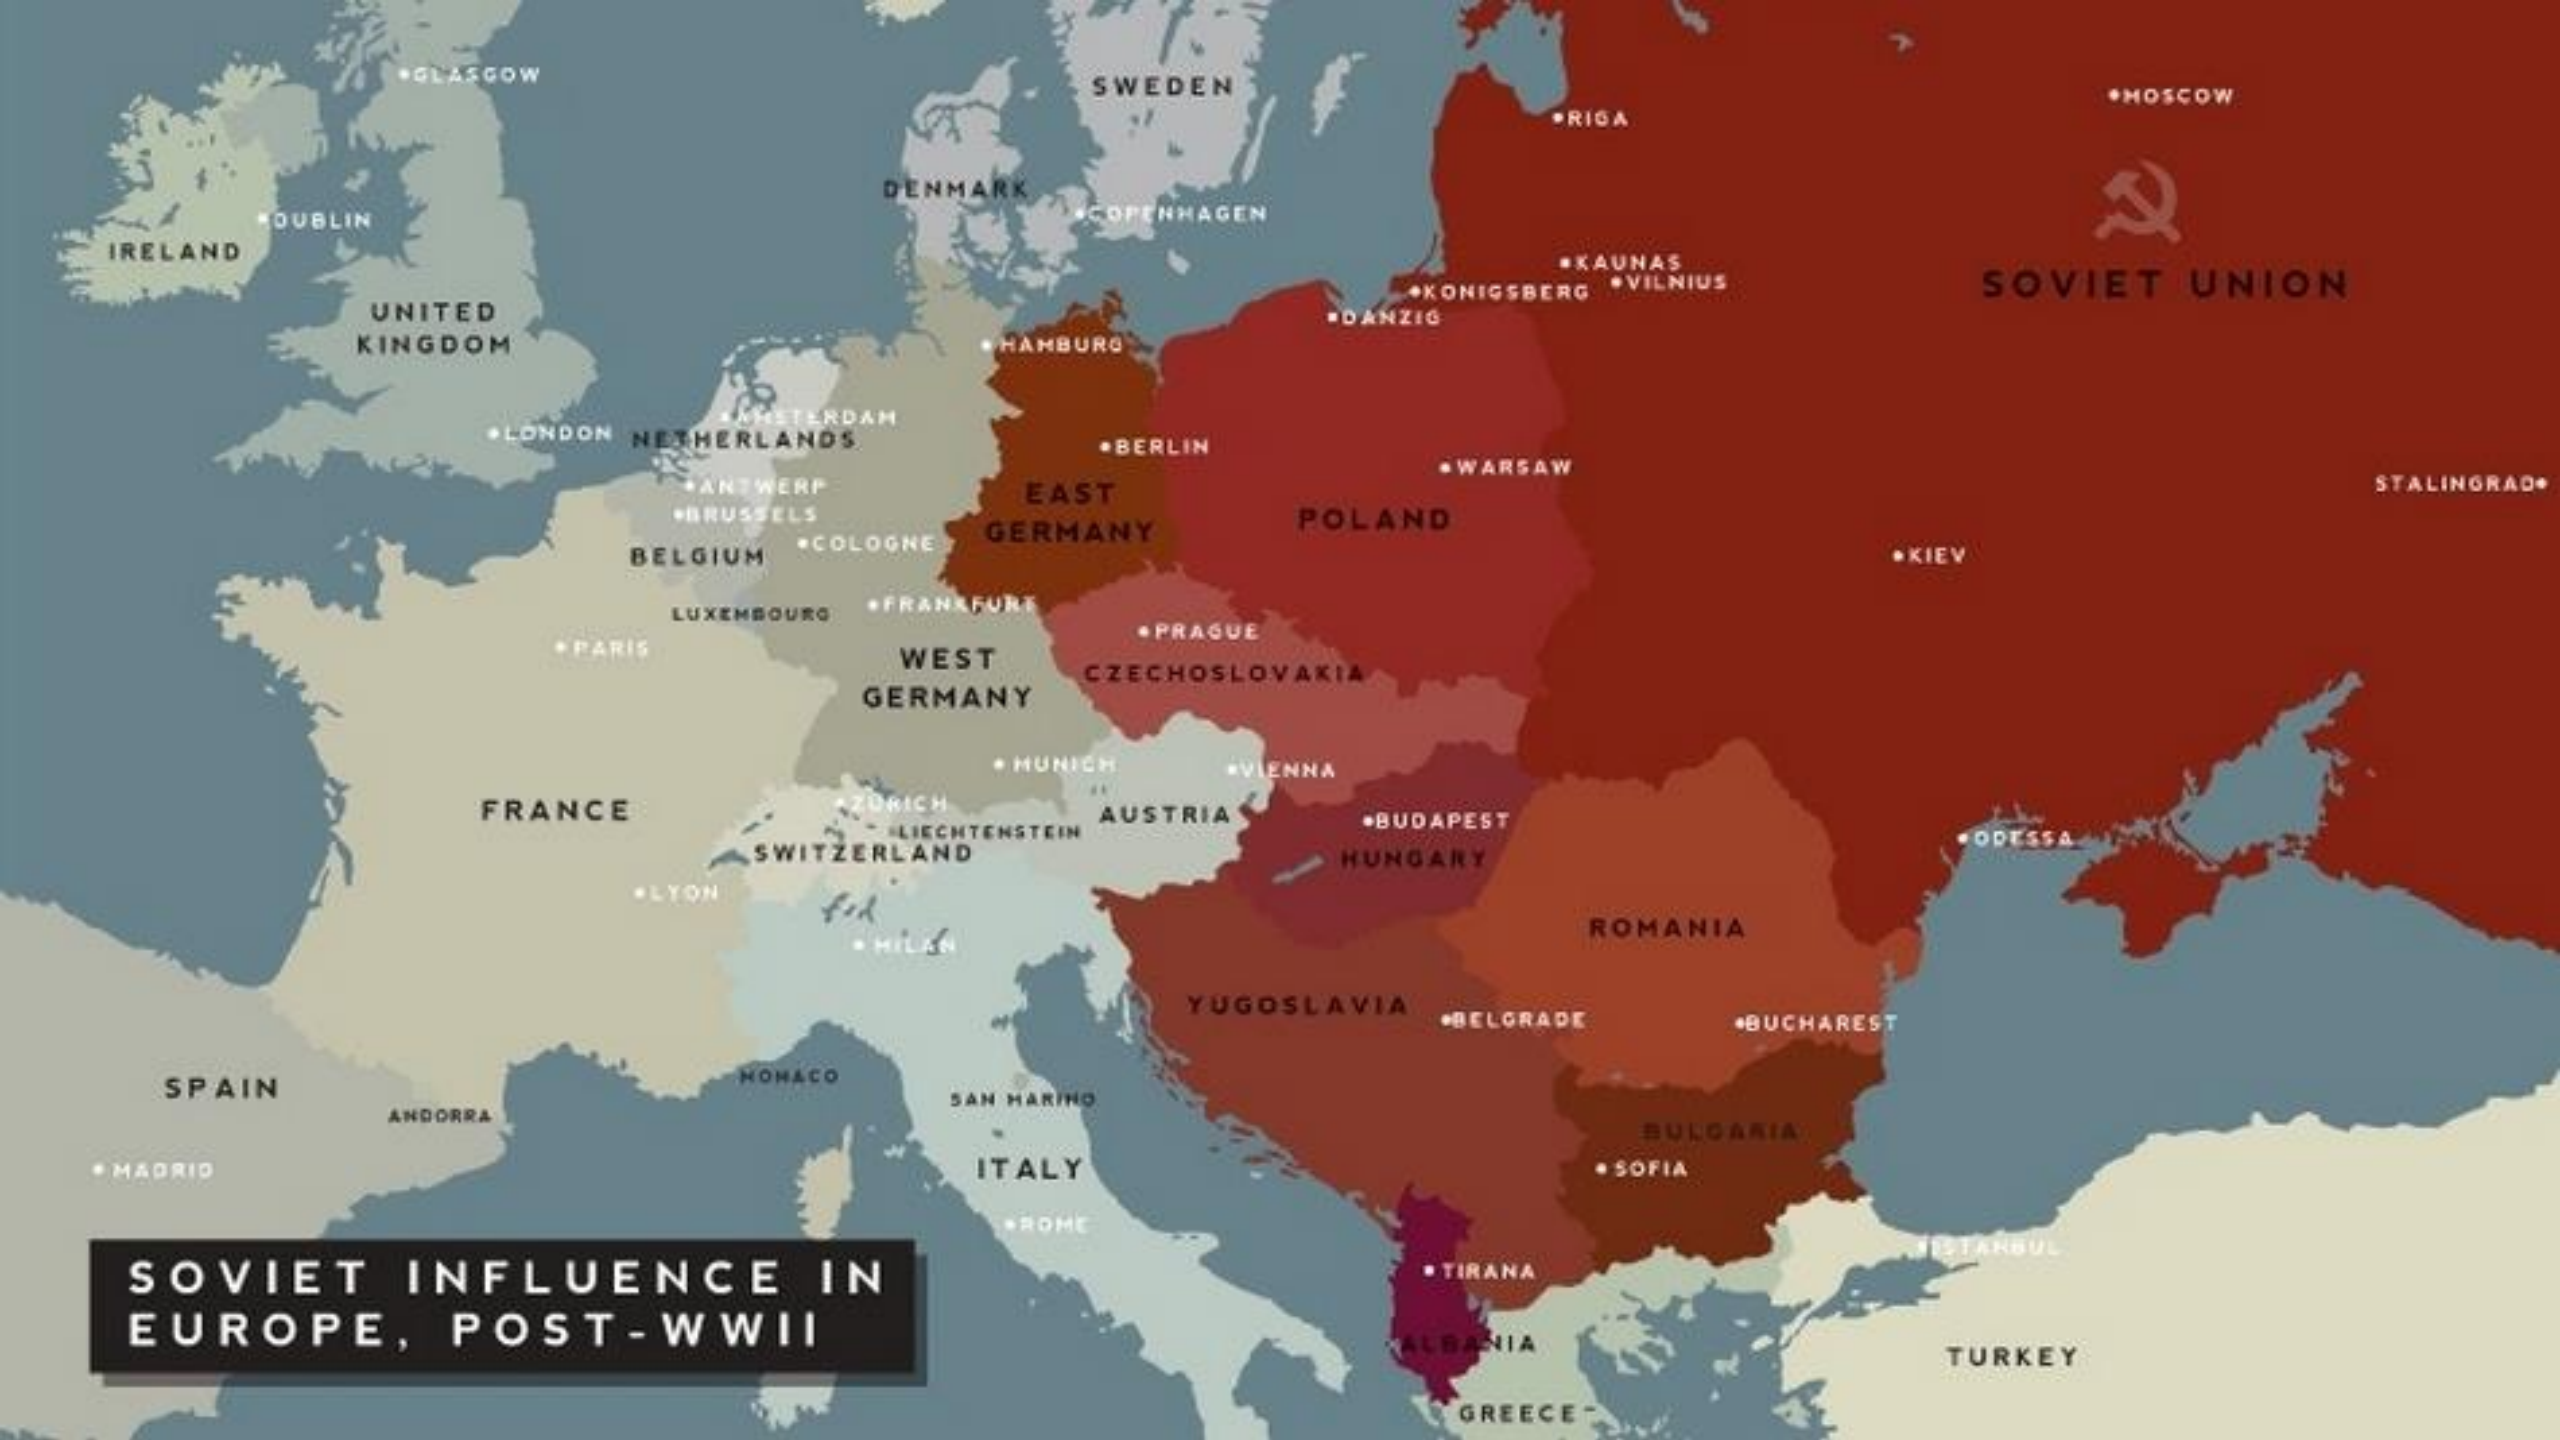 GLASGOW
SWEDEN
MOSCOW
RIGA
DENMARK
COPENHAGEN
DUBLIN
IRELAND
KAUNAS
VILNIUS
KONIGSBERG
SOVIET UNION
UNITED
KINGDOM
DANZIG
HAMBURG
AMSTERDAM
LONDON
NETHERLANDS
BERLIN
WARSAW
STALINGRAD
ANTWERP
EAST
GERMANY
BRUSSELS
POLAND
COLOGNE
BELGIUM
KIEV
LUXEMBOURG
FRANKFURT
PARIS
PRAGUE
WEST
GERMANY
CZECHOSLOVAKIA
MUNICH
VIENNA
FRANCE
ZURICH
AUSTRIA
BUDAPEST
LIECHTENSTEIN
ODESSA
SWITZERLAND
HUNGARY
LYON
ROMANIA
MILAN
YUGOSLAVIA
BELGRADE
BUCHAREST
SPAIN
MONACO
SAN MARINO
ANDORRA
BULGARIA
MADRID
ITALY
SOFIA
ROME
ISTANBUL
TIRANA
SOVIET INFLUENCE IN
EUROPE, POST-WWII
ALBANIA
TURKEY
GREECE